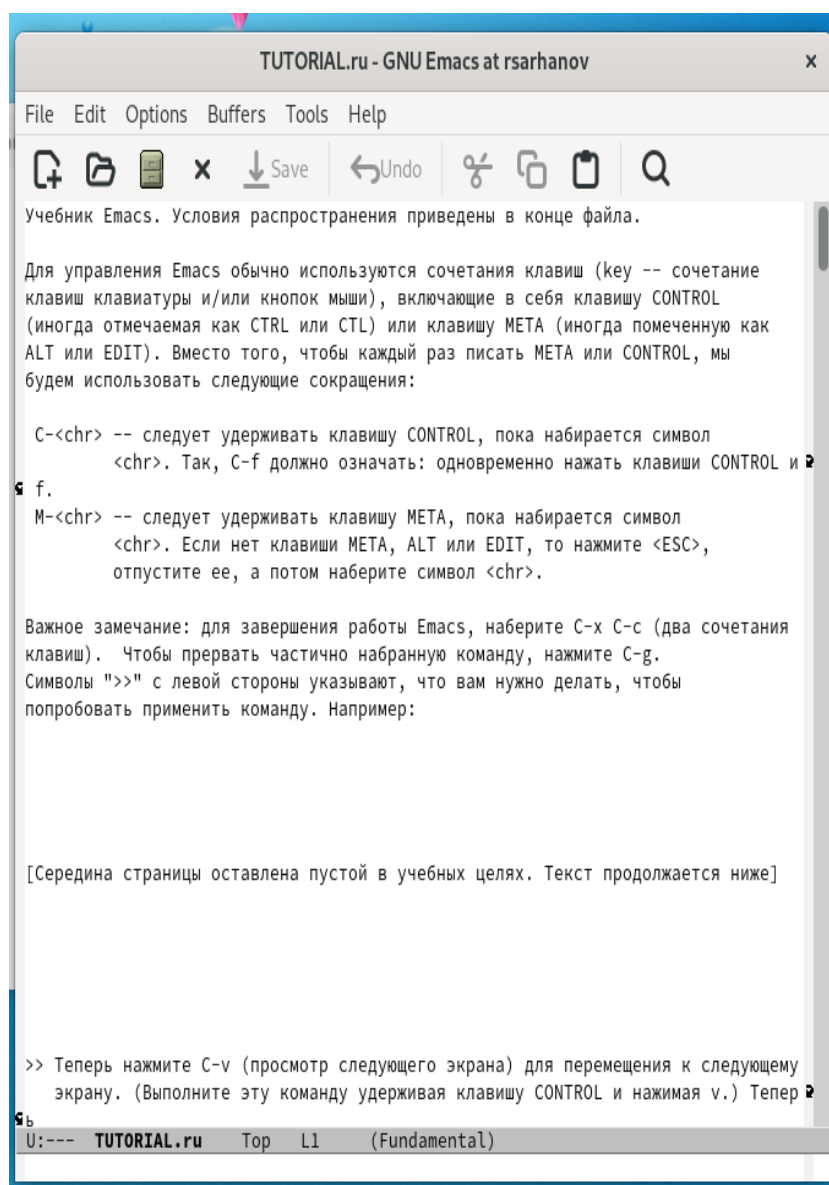 TUTORIAL.ru - GNU Emacs at rsarhanov x
File Edit Options Buffers Tools Help
Save Undo
Учебник Emacs. Условия распространения приведены в конце файла.
Для управления Emacs обычно используются сочетания клавиш (key -- сочетание
клавиш клавиатуры и/или кнопок мыши), включающие в себя клавишу CONTROL
(иногда отмечаемая как CTRL или CTL) или клавишу META (иногда помеченную как
ALT или EDIT). Вместо того, чтобы каждый раз писать META или CONTROL, мы
будем использовать следующие сокращения:
C-<chr> -- следует удерживать клавишу CONTROL, пока набирается символ
<chr>. Так, C-f должно означать: одновременно нажать клавиши CONTROL и
f.
M-<chr> -- следует удерживать клавишу META, пока набирается символ
<chr>. Если нет клавиши META, ALT или EDIT, то нажмите <ESC>,
отпустите ее, а потом наберите символ <chr>.
Важное замечание: для завершения работы Emacs, наберите C-x C-c (два сочетания
клавиш).  Чтобы прервать частично набранную команду, нажмите C-g.
Символы ">>" с левой стороны указывают, что вам нужно делать, чтобы
попробовать применить команду. Например:
[Середина страницы оставлена пустой в учебных целях. Текст продолжается ниже]
>> Теперь нажмите C-v (просмотр следующего экрана) для перемещения к следующему
экрану. (Выполните эту команду удерживая клавишу CONTROL и нажимая v.) Тепер
ь
U:--- TUTORIAL.ru Top L1 (Fundamental)